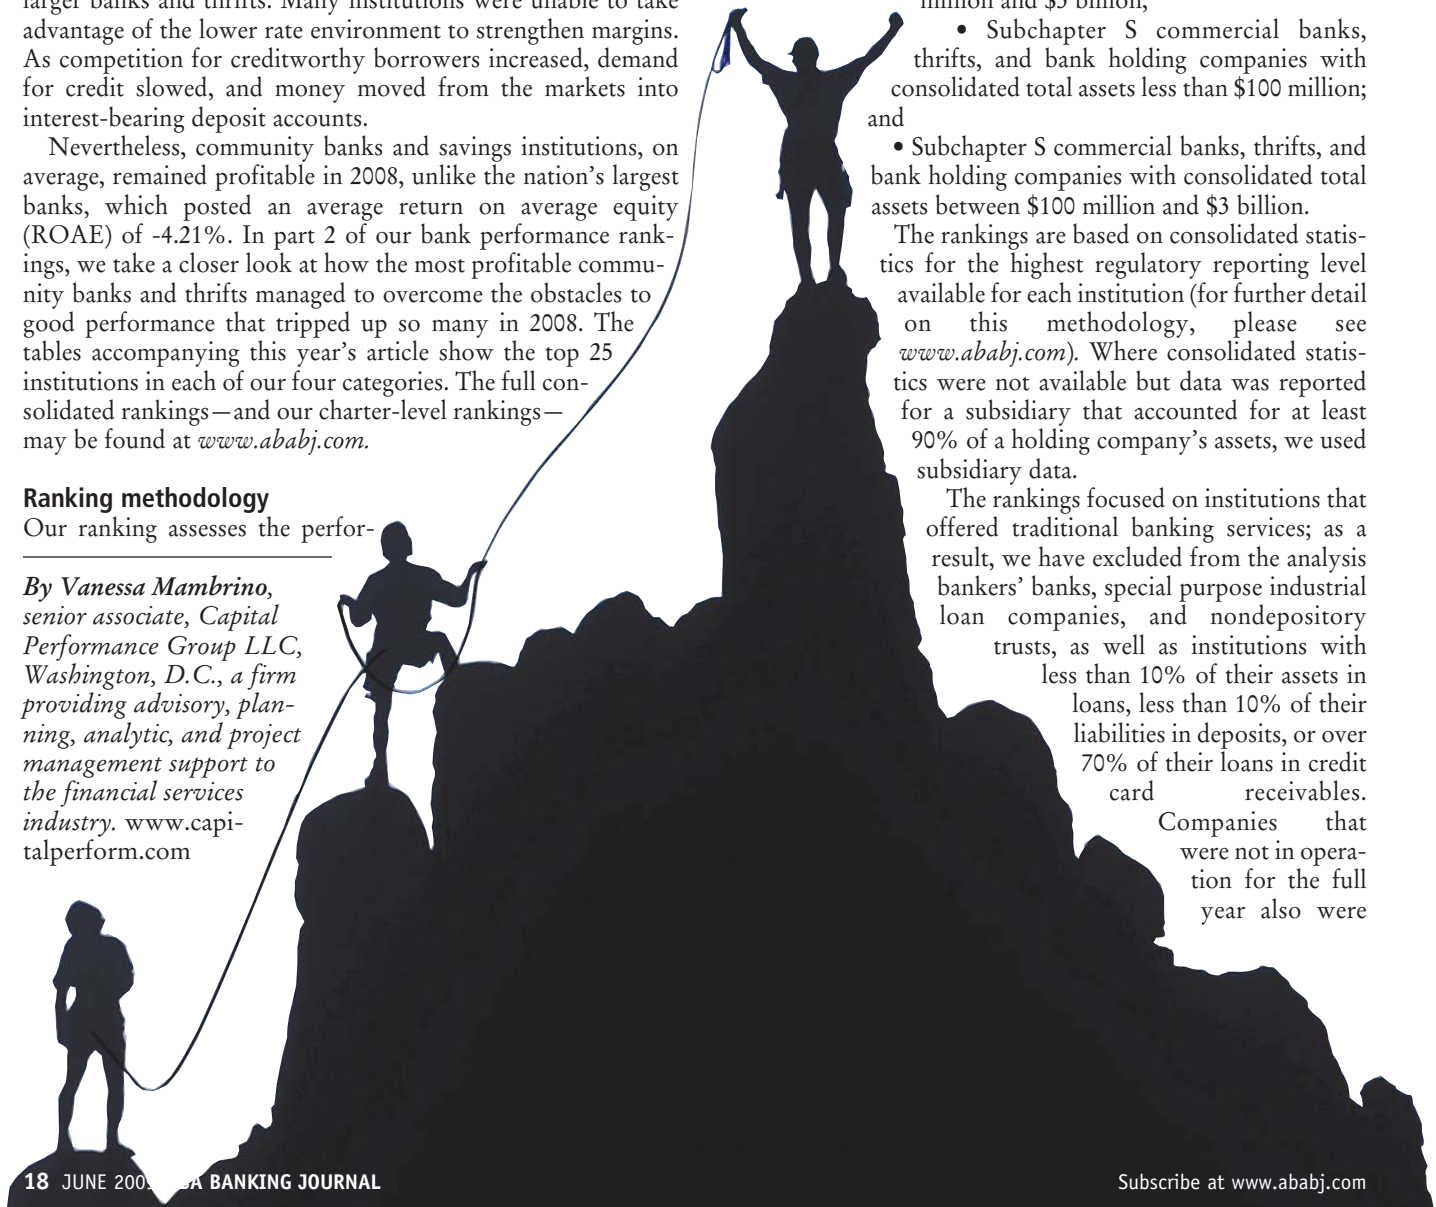 larger banks and thrifts. Many institutions were unable to take
advantage of the lower rate environment to strengthen margins.
As competition for creditworthy borrowers increased, demand
for credit slowed, and money moved from the markets into
interest-bearing deposit accounts.
Nevertheless, community banks and savings institutions, on
average, remained profitable in 2008, unlike the nation's largest
banks, which posted an average return on average equity
(ROAE) of -4.21%. In part 2 of our bank performance rank-
ings, we take a closer look at how the most profitable commu-
nity banks and thrifts managed to overcome the obstacles to
good performance that tripped up so many in 2008. The
tables accompanying this year's article show the top 25
institutions in each of our four categories. The full con-
solidated rankings—and our charter-level rankings—
may be found at www.ababj.com.
Ranking methodology
Our ranking assesses the perfor-
By Vanessa Mambrino,
senior associate, Capital
Performance Group LLC,
Washington, D.C., a firm
providing advisory, plan-
ning, analytic, and project
management support to
the financial services
industry. www.capi-
talperform.com
million and $3 billion;
• Subchapter S commercial banks,
thrifts, and bank holding companies with
consolidated total assets less than $100 million;
and
• Subchapter S commercial banks, thrifts, and
bank holding companies with consolidated total
assets between $100 million and $3 billion.
The rankings are based on consolidated statis-
tics for the highest regulatory reporting level
available for each institution (for further detail
on this methodology, please see
www.ababj.com). Where consolidated statis-
tics were not available but data was reported
for a subsidiary that accounted for at least
90% of a holding company's assets, we used
subsidiary data.
The rankings focused on institutions that
offered traditional banking services; as a
result, we have excluded from the analysis
bankers' banks, special purpose industrial
loan companies, and nondepository
trusts, as well as institutions with
less than 10% of their assets in
loans, less than 10% of their
liabilities in deposits, or over
70% of their loans in credit
card receivables.
Companies that
were not in opera-
tion for the full
year also were
18 JUNE BANKING JOURNAL
Subscribe at www.ababj.com